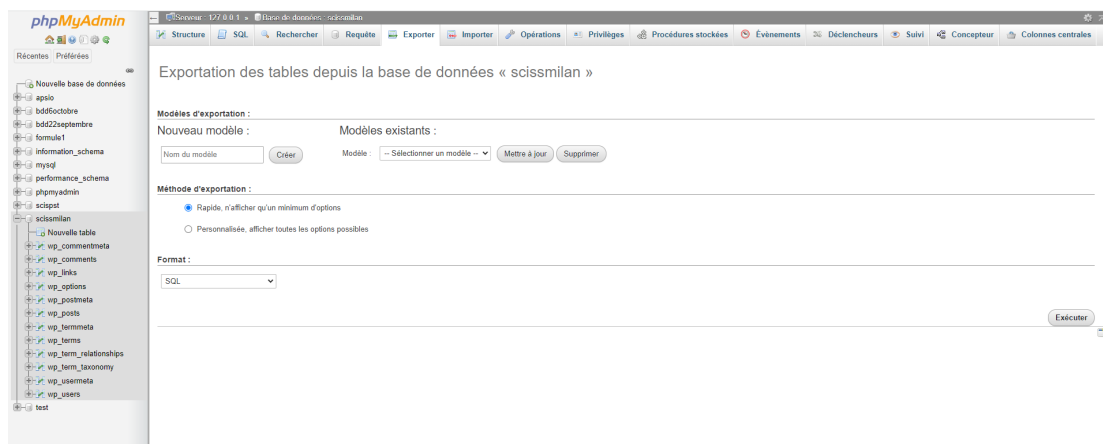 phpMyAdmin
Récentes Préférées
Nouvelle base de données
apsio
bdd6octobre
bdd22septembre
formule1
information_schema
mysql
performance_schema
phpmyadmin
scispst
scissmilan
Nouvelle table
wp_commentmeta
wp_comments
wp_links
wp_options
wp_postmeta
wp_posts
wp_termmeta
wp_terms
wp_term_relationships
wp_term_taxonomy
wp_usermeta
wp_users
test
Serveur : 127.0.0.1 » Base de données : scissmilan
Structure SQL Rechercher Requête Exporter Importer Opérations Privilèges Procédures stockées Évènements Déclencheurs Suivi Concepteur Colonnes centrales
Exportation des tables depuis la base de données « scissmilan »
Modèles d'exportation :
Nouveau modèle : Modèles existants :
Nom du modèle Créer Modèle : -- Sélectionner un modèle -- Mettre à jour Supprimer
Méthode d'exportation :
Rapide, n'afficher qu'un minimum d'options
Personnalisée, afficher toutes les options possibles
Format :
SQL
Exécuter